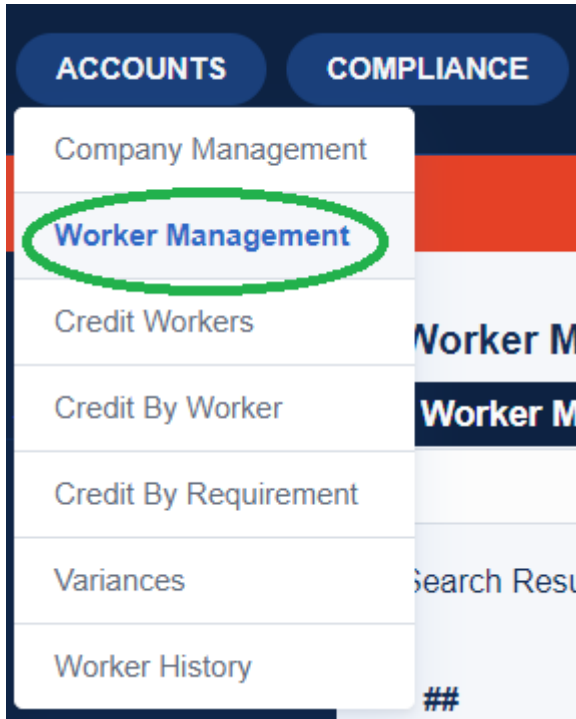 ACCOUNTS COMPLIANCE
Company Management
Worker Management
Credit Workers
Worker M
Credit By Worker
Worker M
Credit By Requirement
Variances
Search Resu
Worker History
##